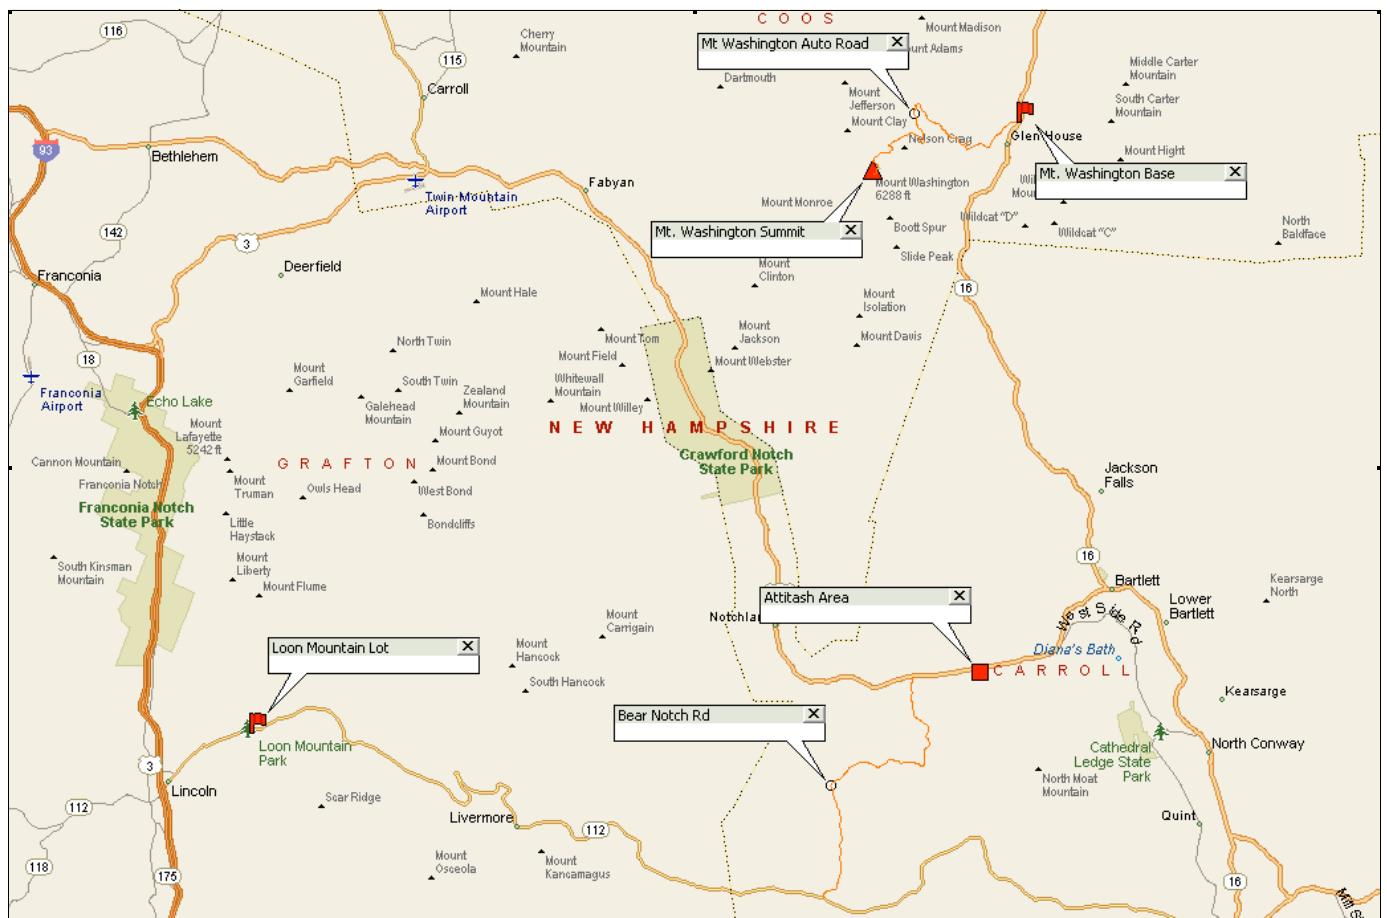 COOS
116
Cherry
Mountain
115
Carroll
Mt Washington Auto Road
Mount Madison
unt Adams
Dartmouth
Mount
Jefferson
Mount Clay
Nelson Crag
Middle Carter
Mountain
South Carter
Mountain
Mount Hight
Glen House
Mt. Washington Base
93
Bethlehem
Twin Mountain
Airport
Fabyan
Mount Washington
6288 ft
Mount Monroe
Mt. Washington Summit
Boott Spur
Slide Peak
Wil
Mou
Wildcat "D"
Wildcat "C"
North
Baldface
142
3
Franconia
Deerfield
Mount
Clinton
Mount Hale
Mount
Isolation
16
Mount Davis
Mount
Jackson
Mount Webster
Mount Tom
Mount Field
Whitewall
Mountain
Mount Willey
North Twin
South Twin
Mount
Garfield
Galehead
Mountain
Zealand
Mountain
Mount Guyot
Mount Bond
West Bond
Bondcliffs
18
Franconia
Airport
Echo Lake
Mount
Lafayette
5242 ft
NEW HAMPSHIRE
GRAFTON
Crawford Notch
State Park
Cannon Mountain
Franconia Notch
Mount
Truman
Owls Head
Franconia Notch
State Park
Little
Haystack
Jackson
Falls
South Kinsman
Mountain
Mount
Liberty
Mount Flume
16
Bartlett
Lower
Bartlett
Kearsarge
North
Attitash Area
Notchla
West Side Rd
Diana's Bath
CARROLL
Mount
Carrigain
Mount
Hancock
South Hancock
Loon Mountain Lot
Kearsarge
Bear Notch Rd
Loon Mountain
Park
Cathedral
Ledge State
Park
North Conway
North Moat
Mountain
3
Lincoln
Scar Ridge
112
Livermore
112
Quint
118
175
Mount
Osceola
Mount
Kancamagus
16
Mill R